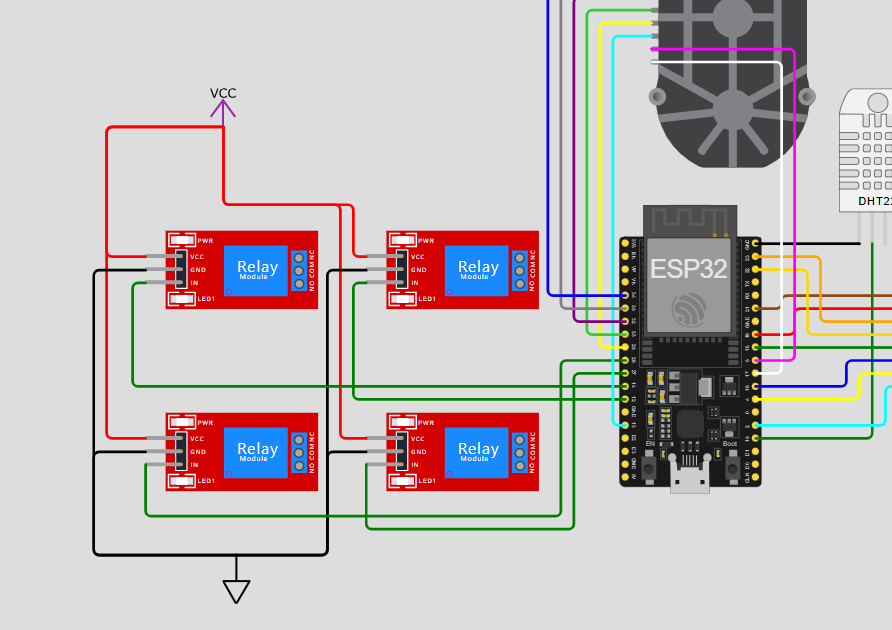 VCC
DHT22
PWR
VCC
GND
IN
LED1
Relay
Module
NO COM NC
PWR
VCC
GND
IN
LED1
Relay
Module
NO COM NC
ESP32
EN
Boot
PWR
VCC
GND
IN
LED1
Relay
Module
NO COM NC
PWR
VCC
GND
IN
LED1
Relay
Module
NO COM NC